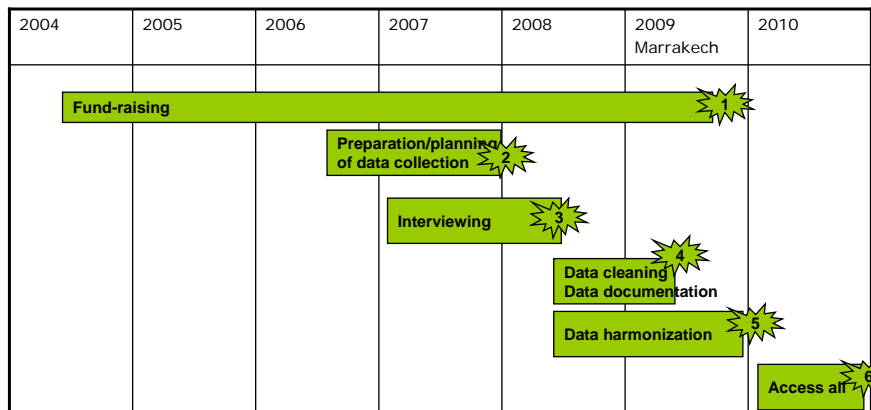 2004
2005
2006
2007
2008
2009
Marrakech
2010
Fund-raising
1
Preparation/planning
of data collection
2
Interviewing
3
4
Data cleaning
Data documentation
Data harmonization
5
Access all
6